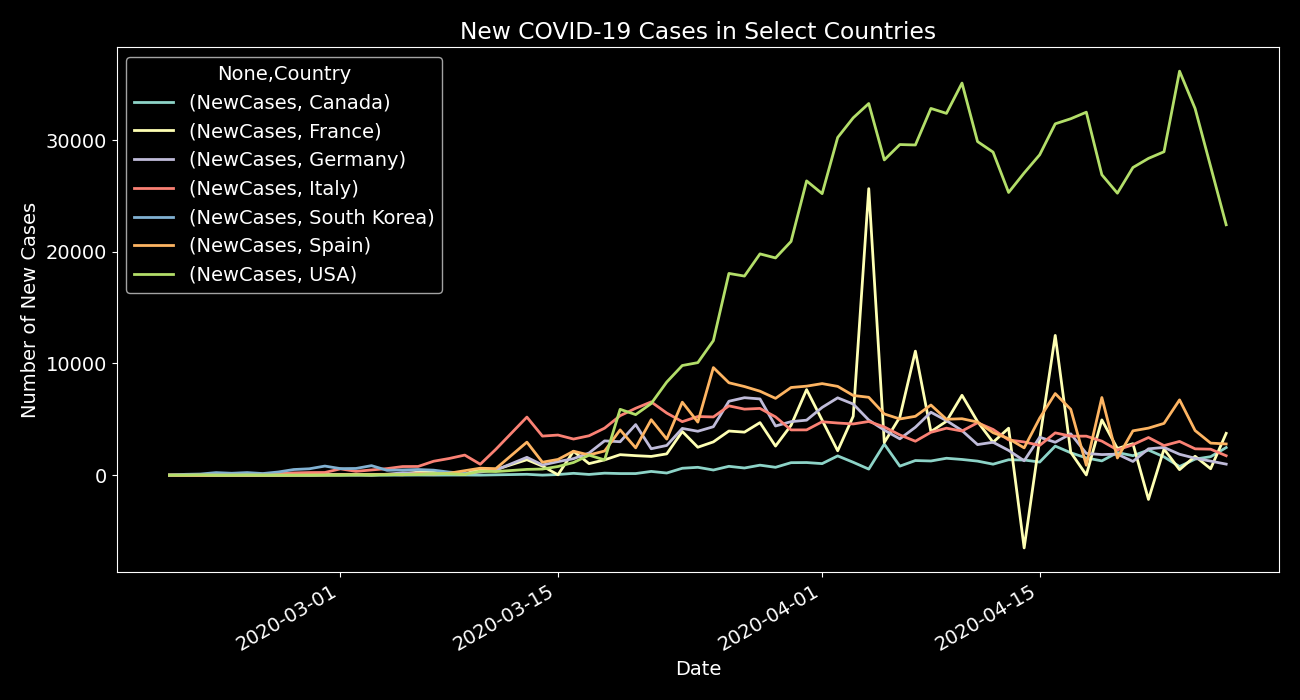 New COVID-19 Cases in Select Countries
None,Country
(NewCases, Canada)
(NewCases, France)
(NewCases, Germany)
(NewCases, Italy)
(NewCases, South Korea)
(NewCases, Spain)
(NewCases, USA)
Number of New Cases
30000
20000
10000
0
2020-03-01
2020-03-15
2020-04-01
2020-04-15
Date